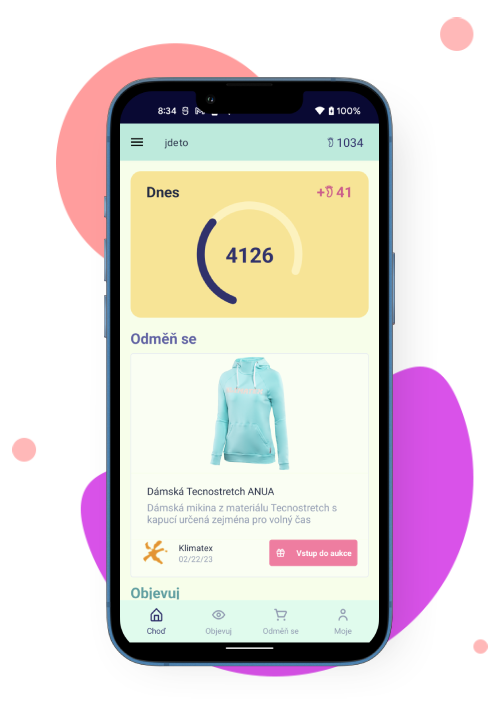 8:34 100%
jdeto 1034
Dnes +41
4126
Odměň se
Dámská Tecnostretch ANUA
Dámská mikina z materiálu Tecnostretch s
kapucí určená zejména pro volný čas
Klimatex
02/22/23
Vstup do aukce
Objevuj
Choď Objevuj Odměň se Moje